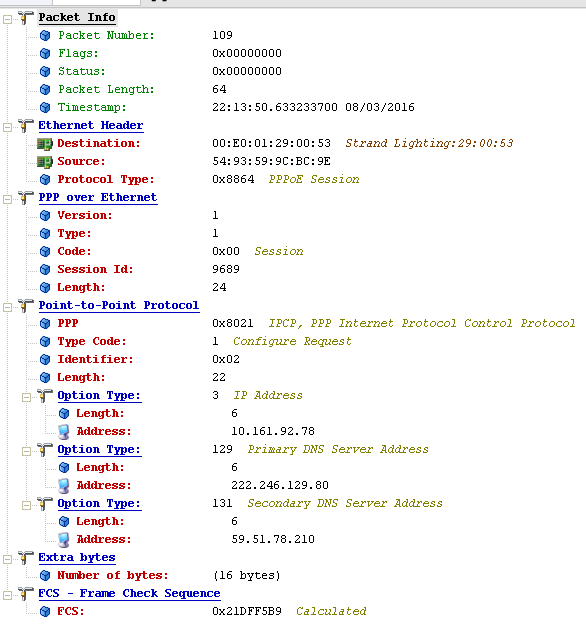 Packet Info
Packet Number: 109
Flags: 0x00000000
Status: 0x00000000
Packet Length: 64
Timestamp: 22:13:50.633233700 08/03/2016
Ethernet Header
Destination: 00:E0:01:29:00:53 Strand Lighting:29:00:53
Source: 54:93:59:9C:BC:9E
Protocol Type: 0x8864 PPPoE Session
PPP over Ethernet
Version: 1
Type: 1
Code: 0x00 Session
Session Id: 9689
Length: 24
Point-to-Point Protocol
PPP 0x8021 IPCP, PPP Internet Protocol Control Protocol
Type Code: 1 Configure Request
Identifier: 0x02
Length: 22
Option Type: 3 IP Address
Length: 6
Address: 10.161.92.78
Option Type: 129 Primary DNS Server Address
Length: 6
Address: 222.246.129.80
Option Type: 131 Secondary DNS Server Address
Length: 6
Address: 59.51.78.210
Extra bytes
Number of bytes: (16 bytes)
FCS - Frame Check Sequence
FCS: 0x21DFF5B9 Calculated